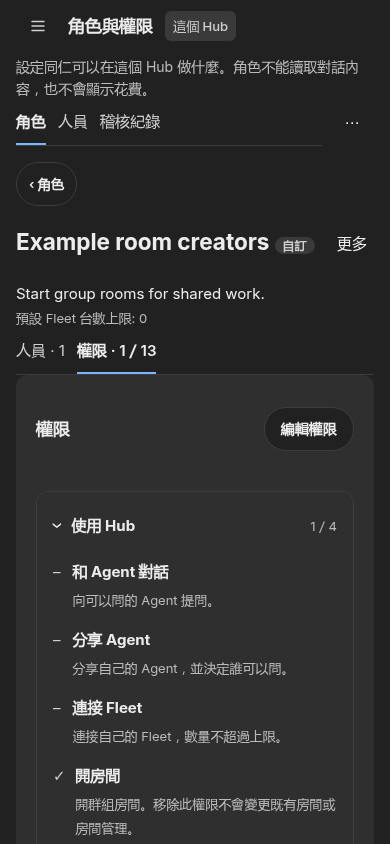 角色與權限 這個 Hub
設定同仁可以在這個 Hub 做什麼。角色不能讀取對話內
容，也不會顯示花費。
角色 人員 稽核紀錄 …
‹ 角色
Example room creators 自訂 更多
Start group rooms for shared work.
預設 Fleet 台數上限: 0
人員 · 1 權限 · 1 / 13
權限 編輯權限
使用 Hub 1 / 4
– 和 Agent 對話
向可以問的 Agent 提問。
– 分享 Agent
分享自己的 Agent，並決定誰可以問。
– 連接 Fleet
連接自己的 Fleet，數量不超過上限。
✓ 開房間
開群組房間。移除此權限不會變更既有房間或
房間管理。